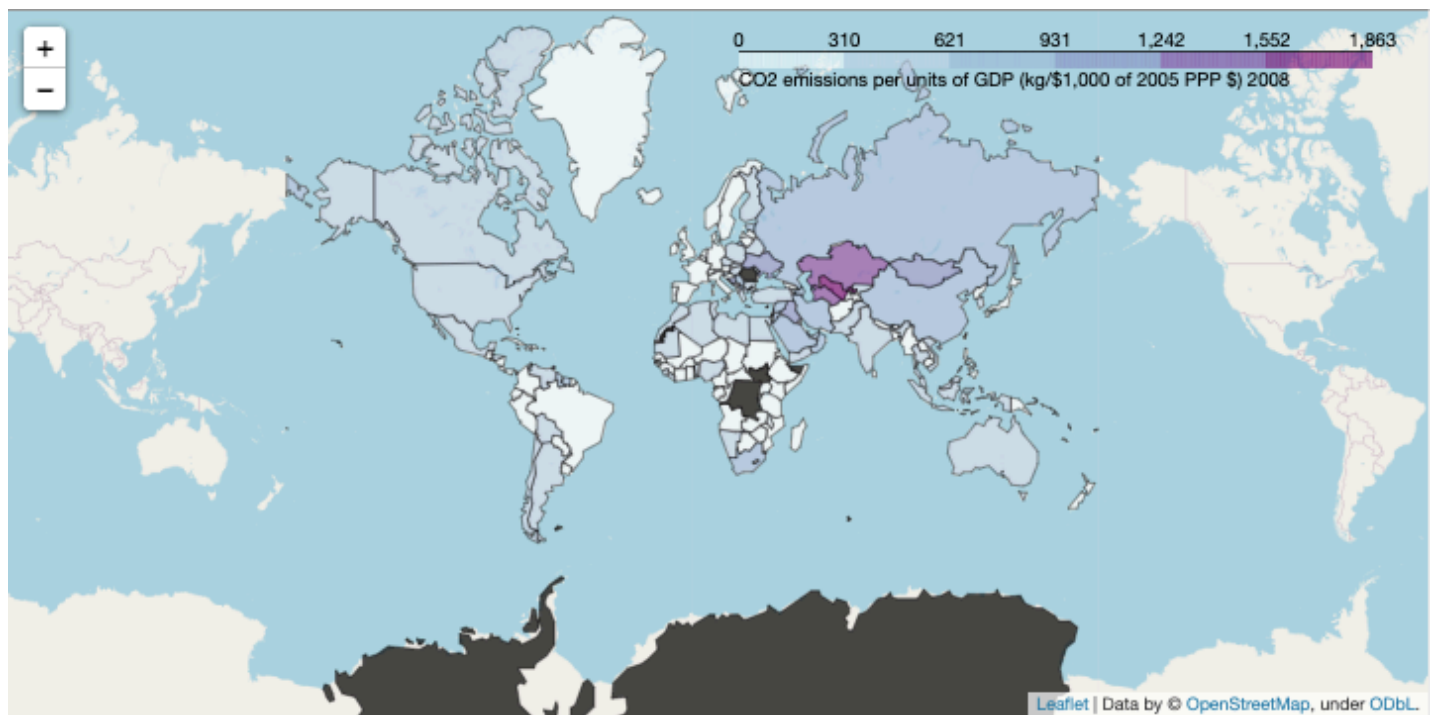 +
−
0 310 621 931 1,242 1,552 1,863
CO2 emissions per units of GDP (kg/$1,000 of 2005 PPP $) 2008
Leaflet | Data by © OpenStreetMap, under ODbL.